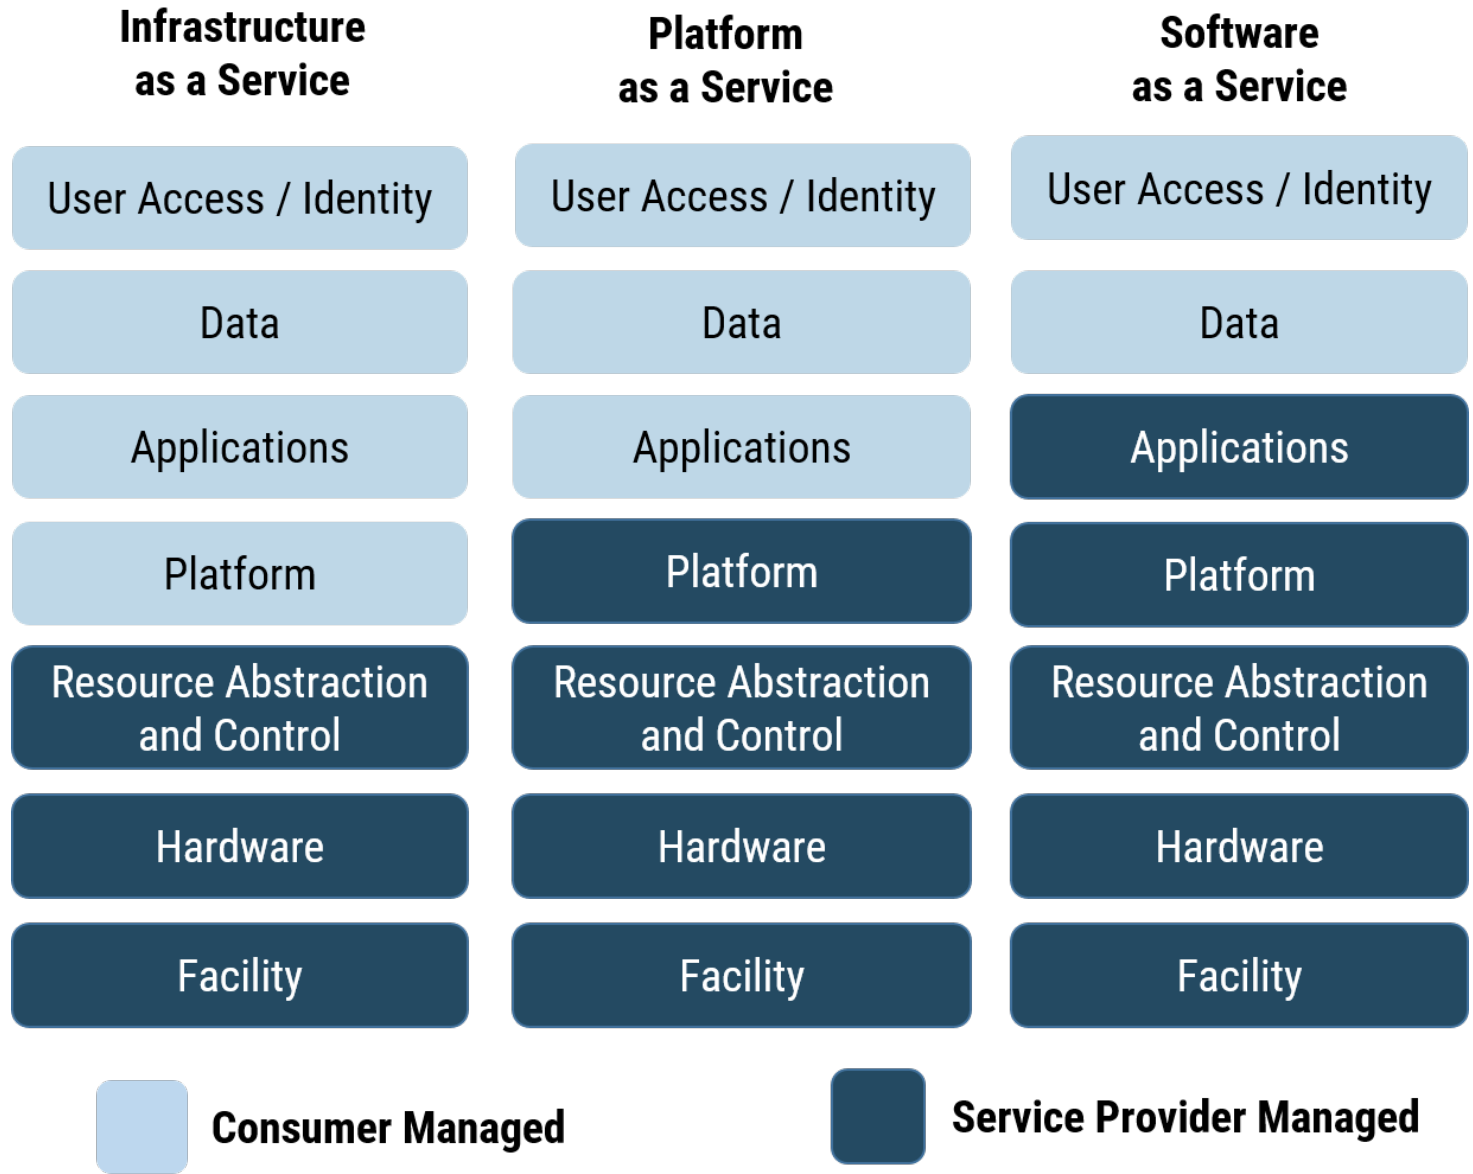 Infrastructure
as a Service
User Access / Identity
Data
Applications
Platform
Resource Abstraction
and Control
Hardware
Facility
Platform
as a Service
User Access / Identity
Data
Applications
Platform
Resource Abstraction
and Control
Hardware
Facility
Software
as a Service
User Access / Identity
Data
Applications
Platform
Resource Abstraction
and Control
Hardware
Facility
Consumer Managed
Service Provider Managed